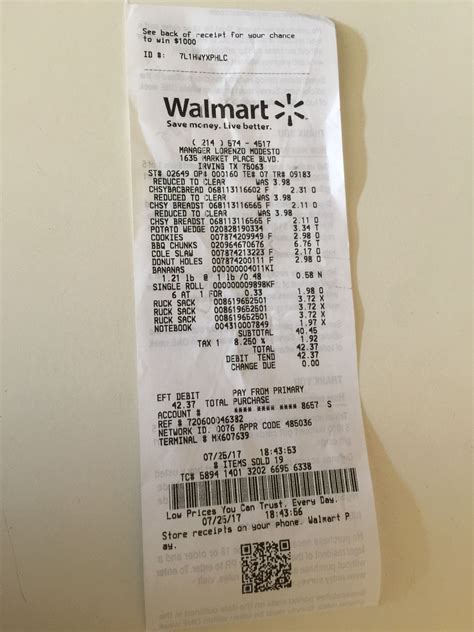 See back of receipt for your chance
to win $1000
ID #: 7L1HWYXPHLC
Walmart
Save money. Live better.
( 214 ) 574 - 4517
MANAGER LORENZO MODESTO
1635 MARKET PLACE BLVD.
IRVING TX 75063
ST# 02649 OP# 000160 TE# 07 TR# 09183
REDUCED TO CLEAR WAS 3.98
CHSYBACBREAD 068113116602 F 2.31 O
REDUCED TO CLEAR WAS 3.98
CHSY BREADST 068113116565 F 2.11 O
REDUCED TO CLEAR WAS 3.98
CHSY BREADST 068113116565 F 2.11 O
POTATO WEDGE 020828190334 3.34 T
COOKIES 007874209949 F 2.98 O
BBQ CHUNKS 020964670676 6.76 T
COLE SLAW 007874213223 F 2.17 O
DONUT HOLES 007874200111 F 2.98 O
BANANAS 000000004011KI
1.21 lb @ 1 lb /0.48 0.58 N
SINGLE ROLL 000000009898KF
6 AT 1 FOR 0.33 1.98 O
RUCK SACK 008619652501 3.72 X
RUCK SACK 008619652501 3.72 X
RUCK SACK 008619652501 3.72 X
NOTEBOOK 004310007849 1.97 X
SUBTOTAL 40.45
TAX 1 8.250 % 1.92
TOTAL 42.37
DEBIT TEND 42.37
CHANGE DUE 0.00
EFT DEBIT PAY FROM PRIMARY
42.37 TOTAL PURCHASE
ACCOUNT # **** **** **** 8657 S
REF # 720600046382
NETWORK ID. 0076 APPR CODE 485036
TERMINAL # MX607639
07/25/17 18:43:53
# ITEMS SOLD 19
TC# 5894 1401 3202 6695 6338
Low Prices You Can Trust. Every Day.
07/25/17 18:43:56
Store receipts on your phone. Walmart P
ay.